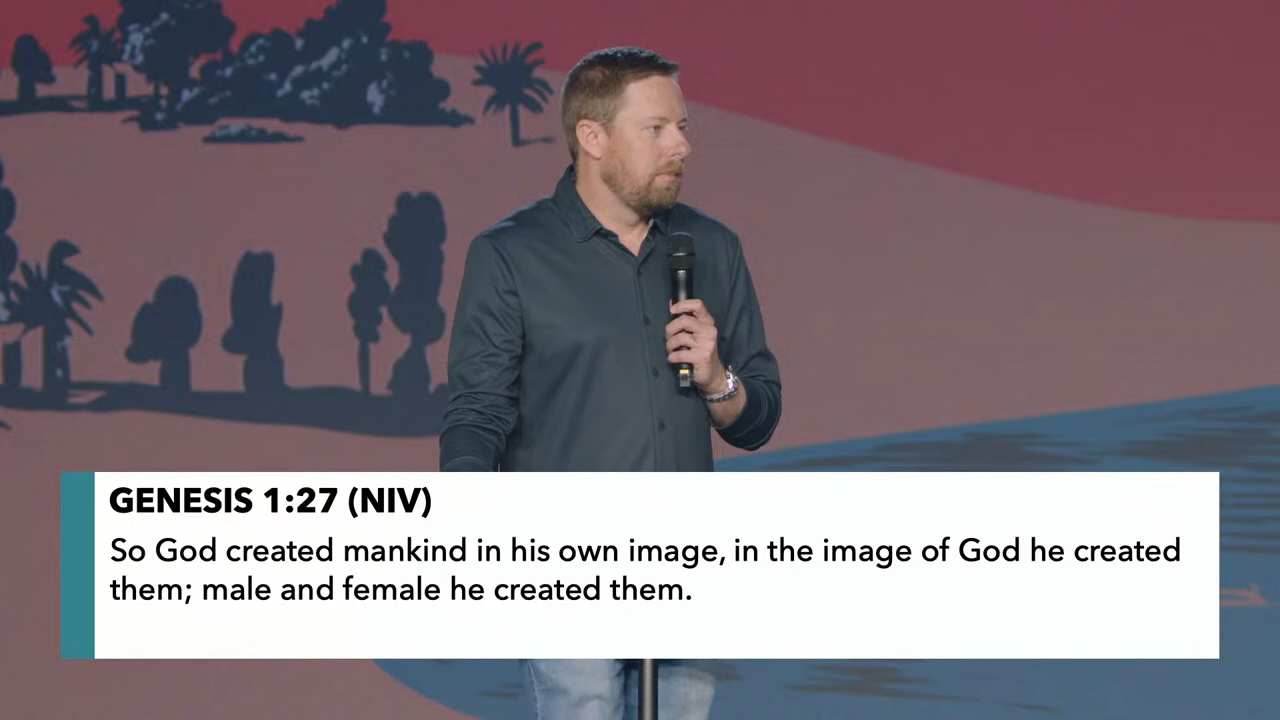 GENESIS 1:27 (NIV)
So God created mankind in his own image, in the image of God he created
them; male and female he created them.